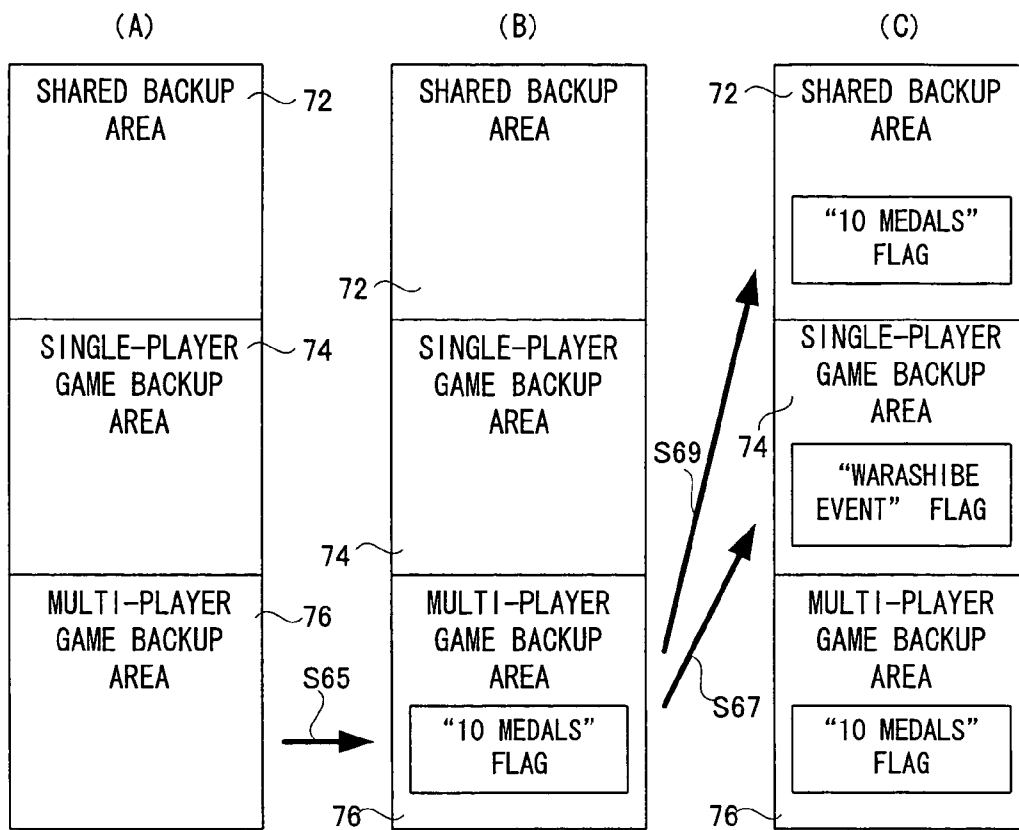 (A)
SHARED BACKUP
AREA
72
SINGLE-PLAYER
GAME BACKUP
AREA
74
MULTI-PLAYER
GAME BACKUP
AREA
76
S65
(B)
SHARED BACKUP
AREA
72
SINGLE-PLAYER
GAME BACKUP
AREA
74
MULTI-PLAYER
GAME BACKUP
AREA
“10 MEDALS”
FLAG
76
S69
S67
(C)
72
SHARED BACKUP
AREA
“10 MEDALS”
FLAG
SINGLE-PLAYER
GAME BACKUP
AREA
74
“WARASHIBE
EVENT” FLAG
MULTI-PLAYER
GAME BACKUP
AREA
“10 MEDALS”
FLAG
76